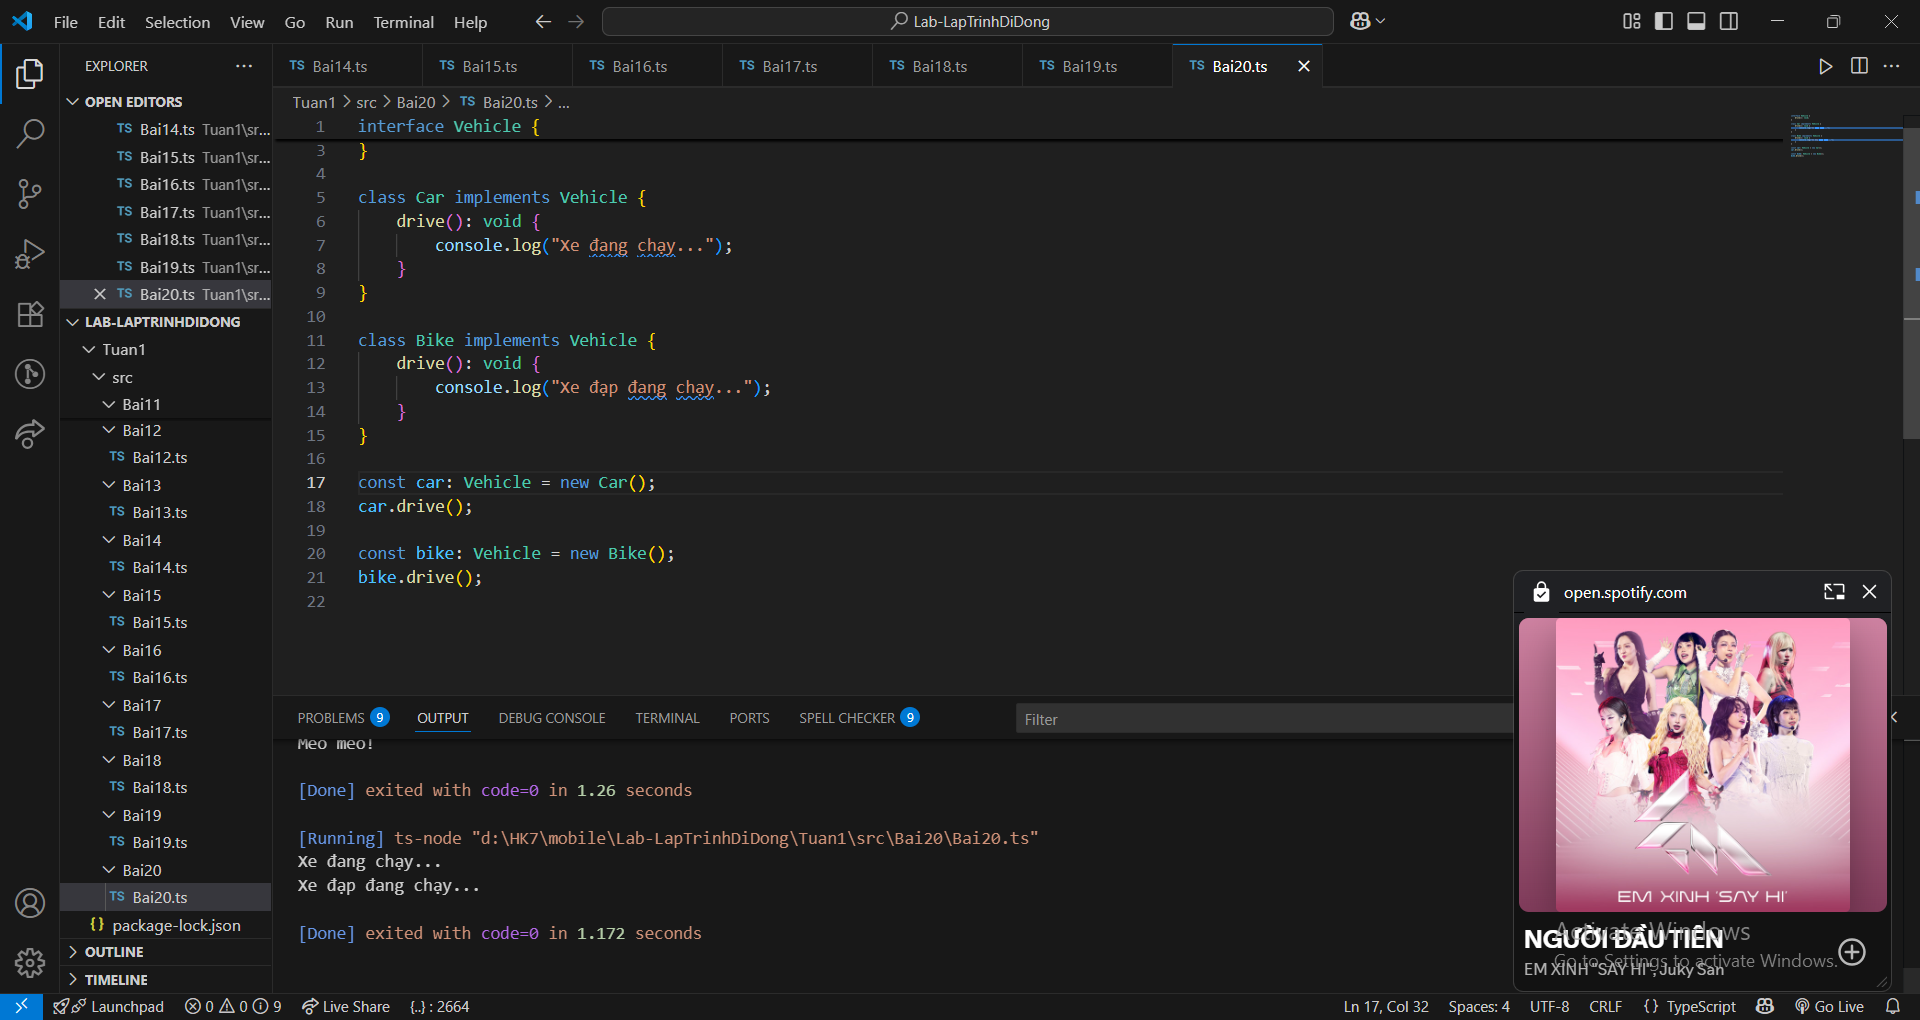 File Edit Selection View Go Run Terminal Help
Lab-LapTrinhDiDong
EXPLORER
OPEN EDITORS
TS Bai14.ts Tuan1\sr...
TS Bai15.ts Tuan1\sr...
TS Bai16.ts Tuan1\sr...
TS Bai17.ts Tuan1\sr...
TS Bai18.ts Tuan1\sr...
TS Bai19.ts Tuan1\sr...
TS Bai20.ts Tuan1\sr...
LAB-LAPTRINHDIDONG
Tuan1
src
Bai11
Bai12
TS Bai12.ts
Bai13
TS Bai13.ts
Bai14
TS Bai14.ts
Bai15
TS Bai15.ts
Bai16
TS Bai16.ts
Bai17
TS Bai17.ts
Bai18
TS Bai18.ts
Bai19
TS Bai19.ts
Bai20
TS Bai20.ts
{} package-lock.json
OUTLINE
TIMELINE
TS Bai14.ts TS Bai15.ts TS Bai16.ts TS Bai17.ts TS Bai18.ts TS Bai19.ts TS Bai20.ts
Tuan1 > src > Bai20 > TS Bai20.ts > ...
1 interface Vehicle {
3 }
4
5 class Car implements Vehicle {
6 drive(): void {
7 console.log("Xe đang chạy...");
8 }
9 }
10
11 class Bike implements Vehicle {
12 drive(): void {
13 console.log("Xe đạp đang chạy...");
14 }
15 }
16
17 const car: Vehicle = new Car();
18 car.drive();
19
20 const bike: Vehicle = new Bike();
21 bike.drive();
22
PROBLEMS 9 OUTPUT DEBUG CONSOLE TERMINAL PORTS SPELL CHECKER 9 Filter
Meo meo!
[Done] exited with code=0 in 1.26 seconds
[Running] ts-node "d:\HK7\mobile\Lab-LapTrinhDiDong\Tuan1\src\Bai20\Bai20.ts"
Xe đang chạy...
Xe đạp đang chạy...
[Done] exited with code=0 in 1.172 seconds
open.spotify.com
EM XINH 'SAY HI'
Activate Windows
NGƯỜI ĐẦU TIÊN
Go to Settings to activate Windows.
EM XINH "SAY HI", Juky San
Launchpad 0 0 9 Live Share {..} : 2664 Ln 17, Col 32 Spaces: 4 UTF-8 CRLF {} TypeScript Go Live